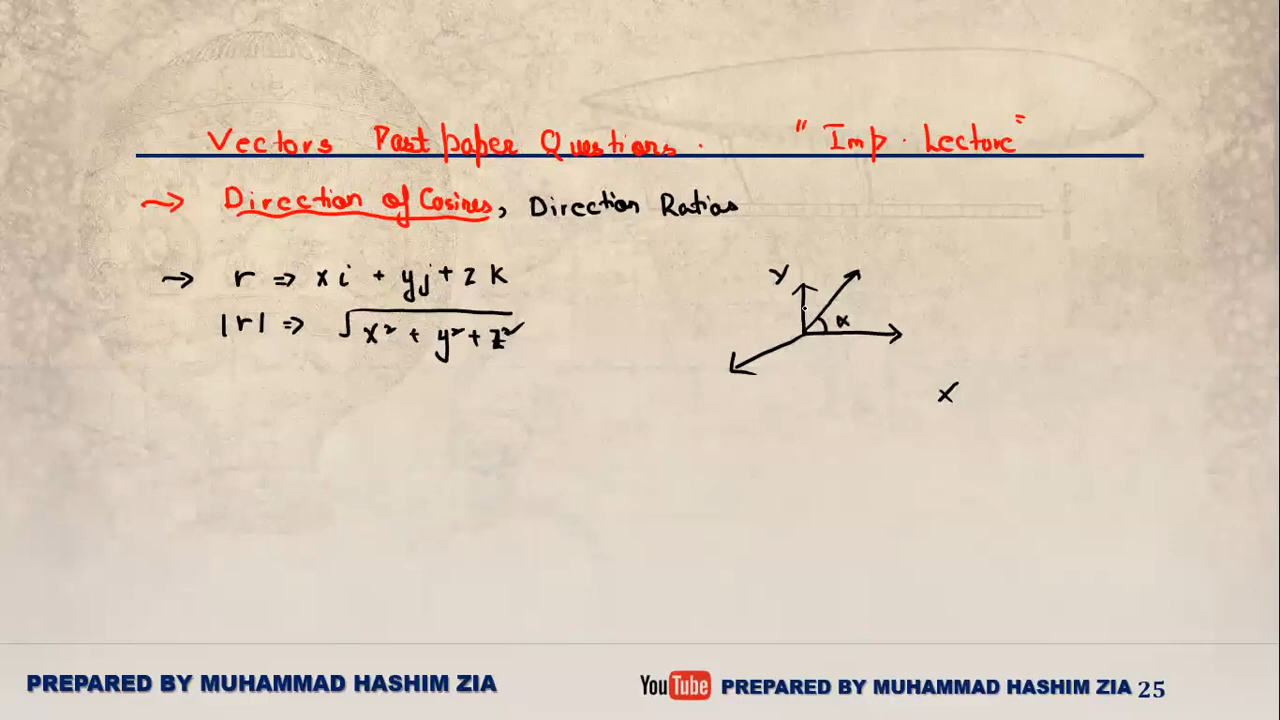 Vectors Past paper Questions. "Imp. Lecture"
→ Direction of Cosines, Direction Ratios
→ r ⇒ xi + yj + zk
|r| ⇒ √x² + y² + z²
y
α
x
PREPARED BY MUHAMMAD HASHIM ZIA
YouTube PREPARED BY MUHAMMAD HASHIM ZIA 25